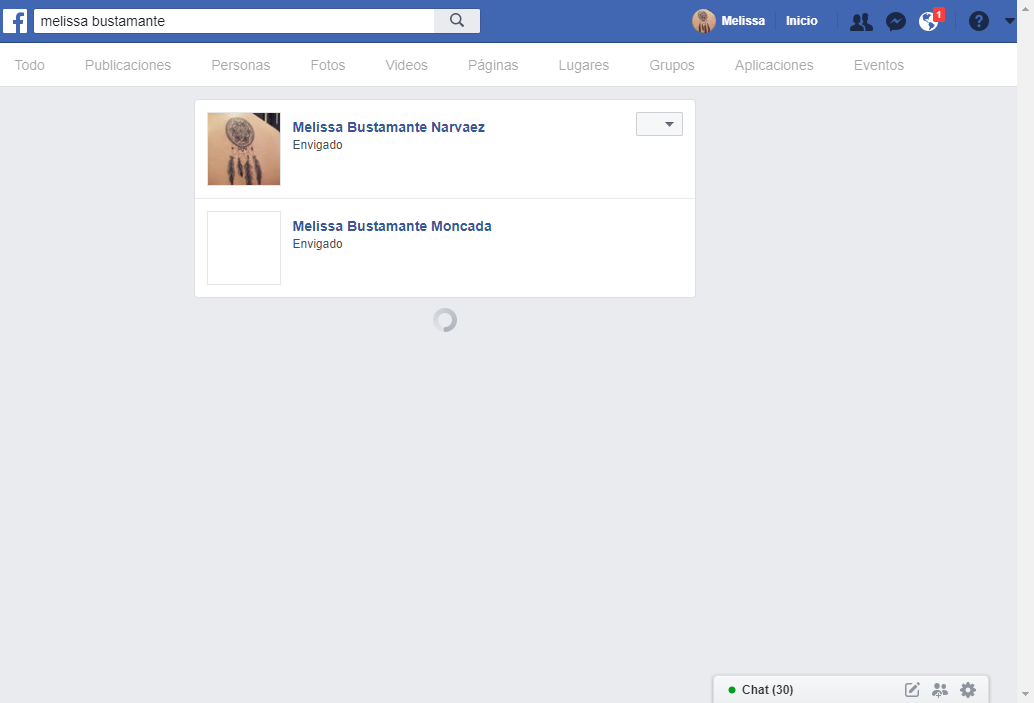 f melissa bustamante Melissa Inicio 1 ?
Todo Publicaciones Personas Fotos Videos Páginas Lugares Grupos Aplicaciones Eventos
Melissa Bustamante Narvaez
Envigado
Melissa Bustamante Moncada
Envigado
Chat (30)